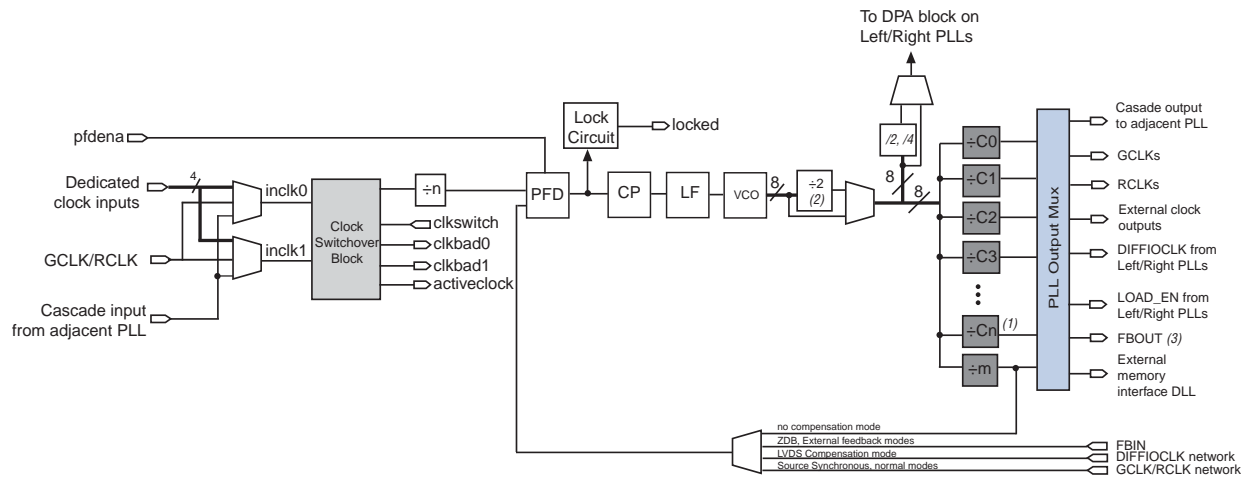 To DPA block on
Left/Right PLLs
pfdena
Lock
Circuit
locked
Casade output
to adjacent PLL
/2, /4
÷C0
GCLKs
4
Dedicated
clock inputs
inclk0
÷n
PFD
CP
LF
VCO
8
÷2
(2)
8
8
÷C1
RCLKs
Clock
Switchover
Block
clkswitch
clkbad0
clkbad1
activeclock
÷C2
External clock
outputs
PLL Output Mux
GCLK/RCLK
inclk1
÷C3
DIFFIOCLK from
Left/Right PLLs
Cascade input
from adjacent PLL
LOAD_EN from
Left/Right PLLs
÷Cn
(1)
FBOUT (3)
÷m
External
memory
interface DLL
no compensation mode
ZDB, External feedback modes
FBIN
LVDS Compensation mode
DIFFIOCLK network
Source Synchronous, normal modes
GCLK/RCLK network